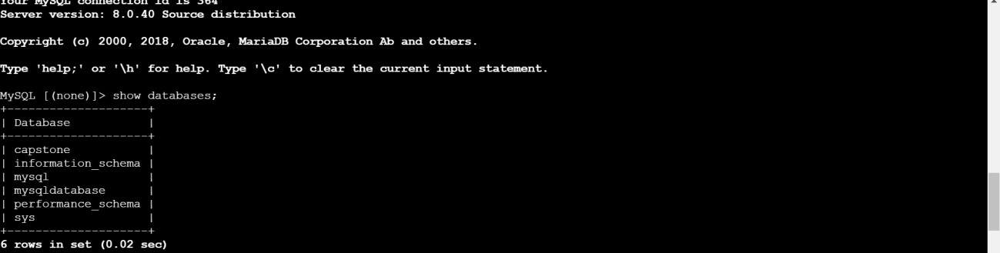 Your MySQL connection id is 364
Server version: 8.0.40 Source distribution
Copyright (c) 2000, 2018, Oracle, MariaDB Corporation Ab and others.
Type 'help;' or '\h' for help. Type '\c' to clear the current input statement.
MySQL [(none)]> show databases;
+--------------------+
| Database           |
+--------------------+
| capstone           |
| information_schema |
| mysql              |
| mysqldatabase      |
| performance_schema |
| sys                |
+--------------------+
6 rows in set (0.02 sec)